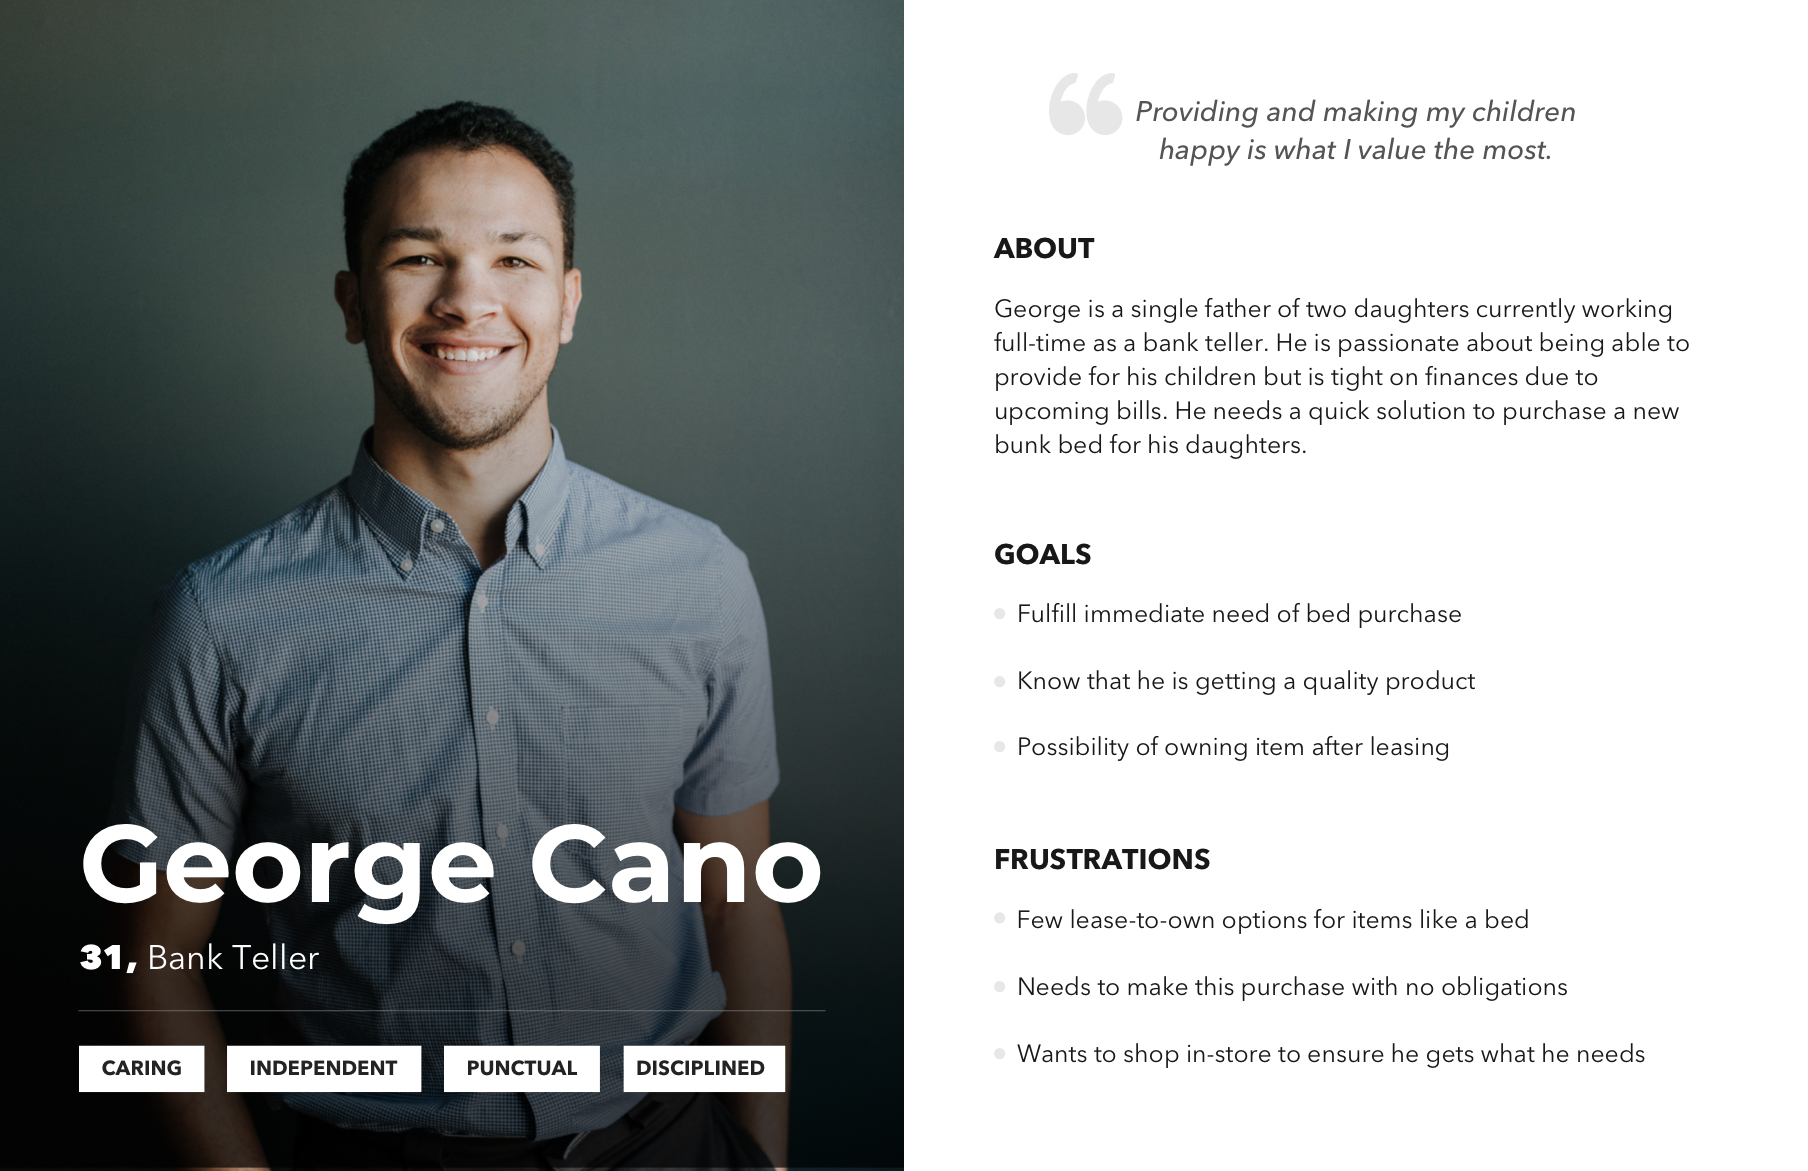 George Cano
31, Bank Teller
CARING
INDEPENDENT
PUNCTUAL
DISCIPLINED
“Providing and making my children
happy is what I value the most.
ABOUT
George is a single father of two daughters currently working
full-time as a bank teller. He is passionate about being able to
provide for his children but is tight on finances due to
upcoming bills. He needs a quick solution to purchase a new
bunk bed for his daughters.
GOALS
Fulfill immediate need of bed purchase
Know that he is getting a quality product
Possibility of owning item after leasing
FRUSTRATIONS
Few lease-to-own options for items like a bed
Needs to make this purchase with no obligations
Wants to shop in-store to ensure he gets what he needs